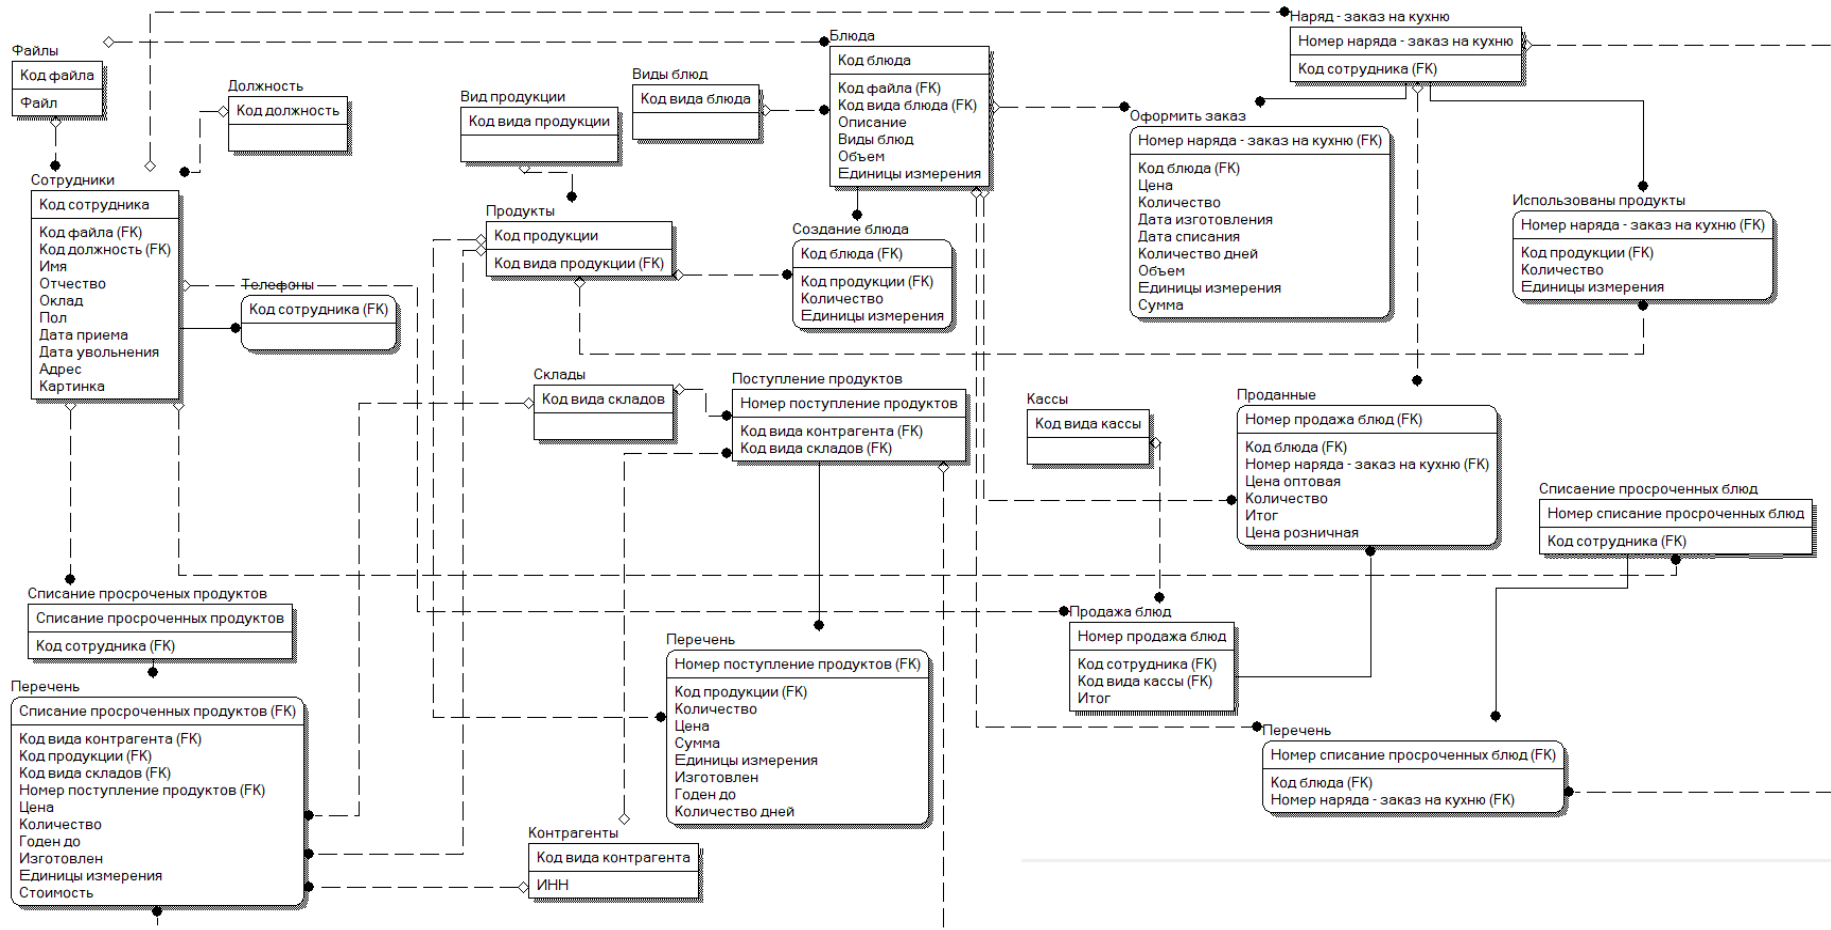 Файлы
Код файла
Файл
Должность
Код должность
Сотрудники
Код сотрудника
Код файла (FK)
Код должность (FK)
Имя
Отчество
Оклад
Пол
Дата приема
Дата увольнения
Адрес
Картинка
Телефоны
Код сотрудника (FK)
Вид продукции
Код вида продукции
Виды блюд
Код вида блюда
Блюда
Код блюда
Код файла (FK)
Код вида блюда (FK)
Описание
Виды блюд
Объем
Единицы измерения
Продукты
Код продукции
Код вида продукции (FK)
Создание блюда
Код блюда (FK)
Код продукции (FK)
Количество
Единицы измерения
Наряд - заказ на кухню
Номер наряда - заказ на кухню
Код сотрудника (FK)
Оформить заказ
Номер наряда - заказ на кухню (FK)
Код блюда (FK)
Цена
Количество
Дата изготовления
Дата списания
Количество дней
Объем
Единицы измерения
Сумма
Использованы продукты
Номер наряда - заказ на кухню (FK)
Код продукции (FK)
Количество
Единицы измерения
Склады
Код вида складов
Поступление продуктов
Номер поступление продуктов
Код вида контрагента (FK)
Код вида складов (FK)
Кассы
Код вида кассы
Проданные
Номер продажа блюд (FK)
Код блюда (FK)
Номер наряда - заказ на кухню (FK)
Цена оптовая
Количество
Итог
Цена розничная
Списаение просроченных блюд
Номер списание просроченных блюд
Код сотрудника (FK)
Списание просроченых продуктов
Списание просроченных продуктов
Код сотрудника (FK)
Перечень
Списание просроченных продуктов (FK)
Код вида контрагента (FK)
Код продукции (FK)
Код вида складов (FK)
Номер поступление продуктов (FK)
Цена
Количество
Годен до
Изготовлен
Единицы измерения
Стоимость
Перечень
Номер поступление продуктов (FK)
Код продукции (FK)
Количество
Цена
Сумма
Единицы измерения
Изготовлен
Годен до
Количество дней
Контрагенты
Код вида контрагента
ИНН
Продажа блюд
Номер продажа блюд
Код сотрудника (FK)
Код вида кассы (FK)
Итог
Перечень
Номер списание просроченных блюд (FK)
Код блюда (FK)
Номер наряда - заказ на кухню (FK)